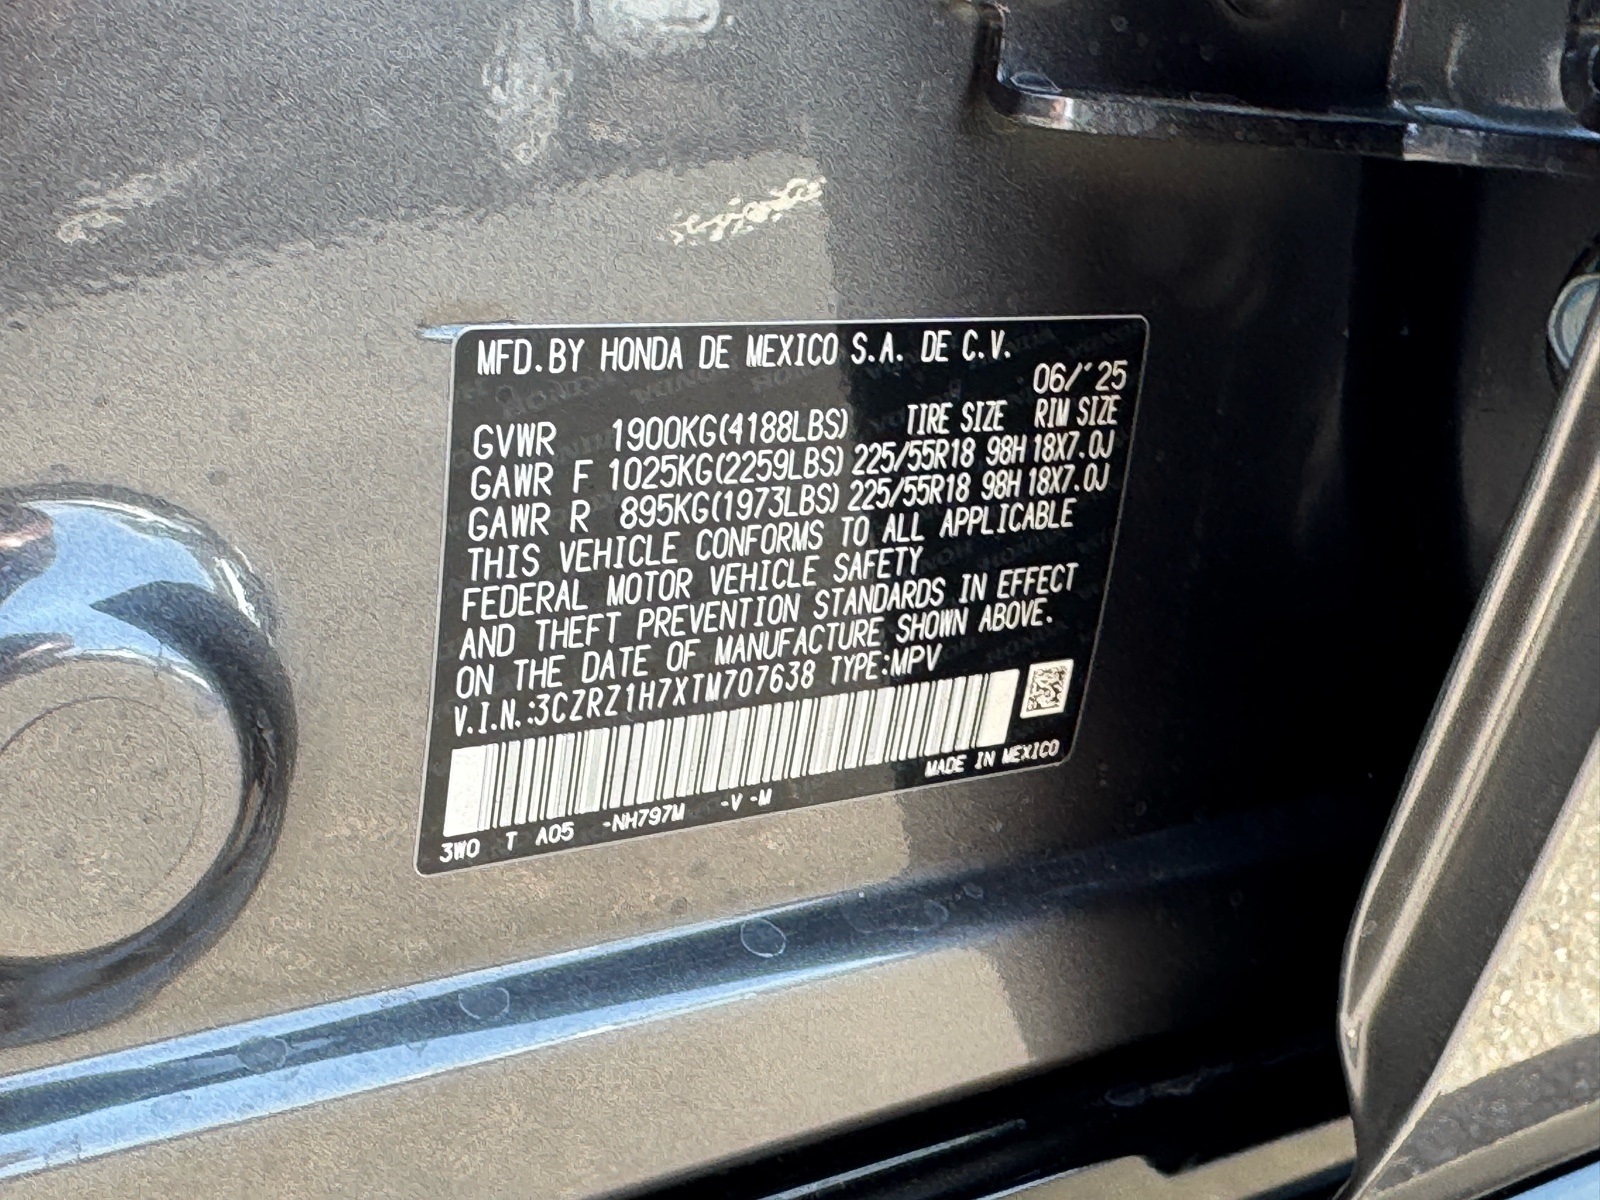 MFD.BY HONDA DE MEXICO S.A. DE C.V.
06/'25
GVWR 1900KG(4188LBS) TIRE SIZE RIM SIZE
GAWR F 1025KG(2259LBS) 225/55R18 98H 18X7.0J
GAWR R 895KG(1973LBS) 225/55R18 98H 18X7.0J
THIS VEHICLE CONFORMS TO ALL APPLICABLE
FEDERAL MOTOR VEHICLE SAFETY
AND THEFT PREVENTION STANDARDS IN EFFECT
ON THE DATE OF MANUFACTURE SHOWN ABOVE.
V.I.N.:3CZRZ1H7XTM707638 TYPE:MPV
MADE IN MEXICO
3W0 T A05 -NH797M -V -M